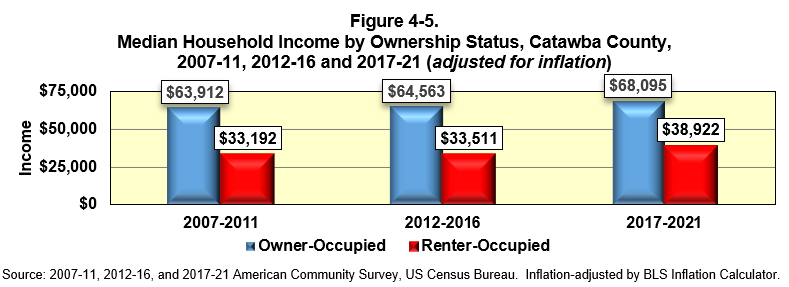 Figure 4-5.
Median Household Income by Ownership Status, Catawba County,
2007-11, 2012-16 and 2017-21 (adjusted for inflation)
$75,000
$50,000
$25,000
$0
Income
$63,912
$33,192
$64,563
$33,511
$68,095
$38,922
2007-2011 2012-2016 2017-2021
Owner-Occupied Renter-Occupied
Source: 2007-11, 2012-16, and 2017-21 American Community Survey, US Census Bureau. Inflation-adjusted by BLS Inflation Calculator.